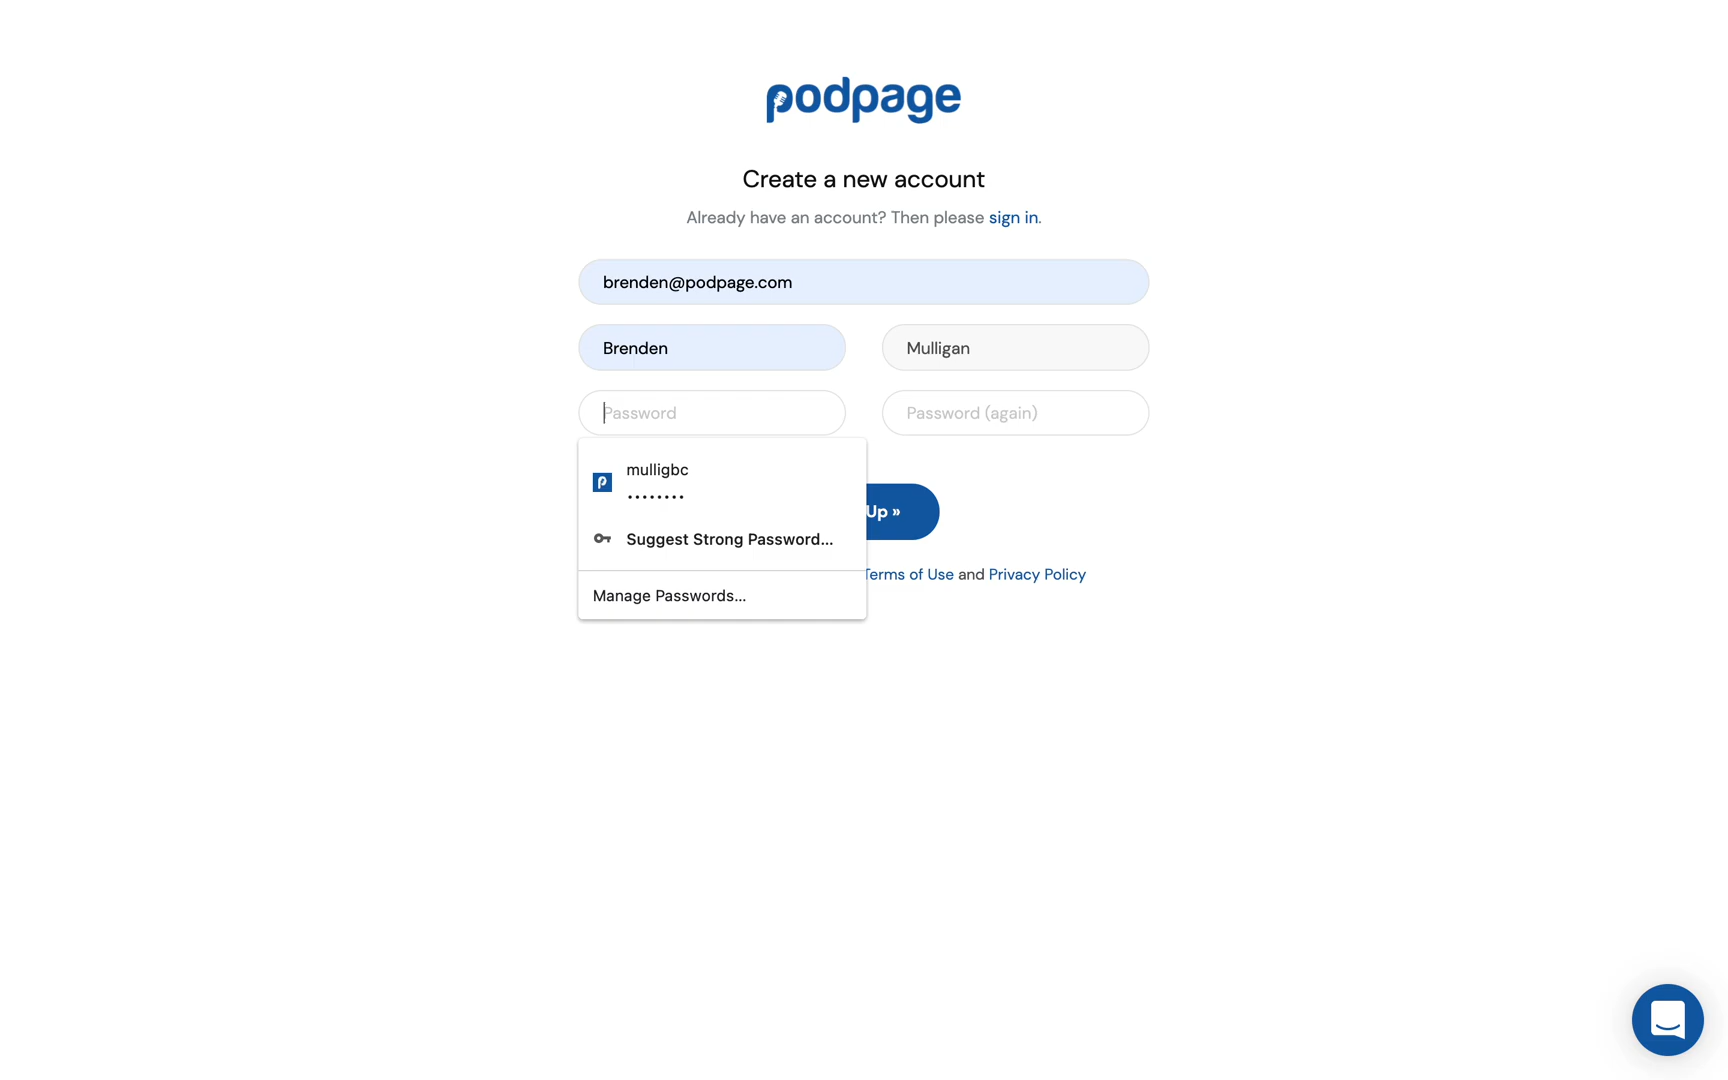 podpage
Create a new account
Already have an account? Then please sign in.
brenden@podpage.com
Brenden
Mulligan
Password
Password (again)
mulligbc
••••••••
Up »
Suggest Strong Password...
Terms of Use and Privacy Policy
Manage Passwords...